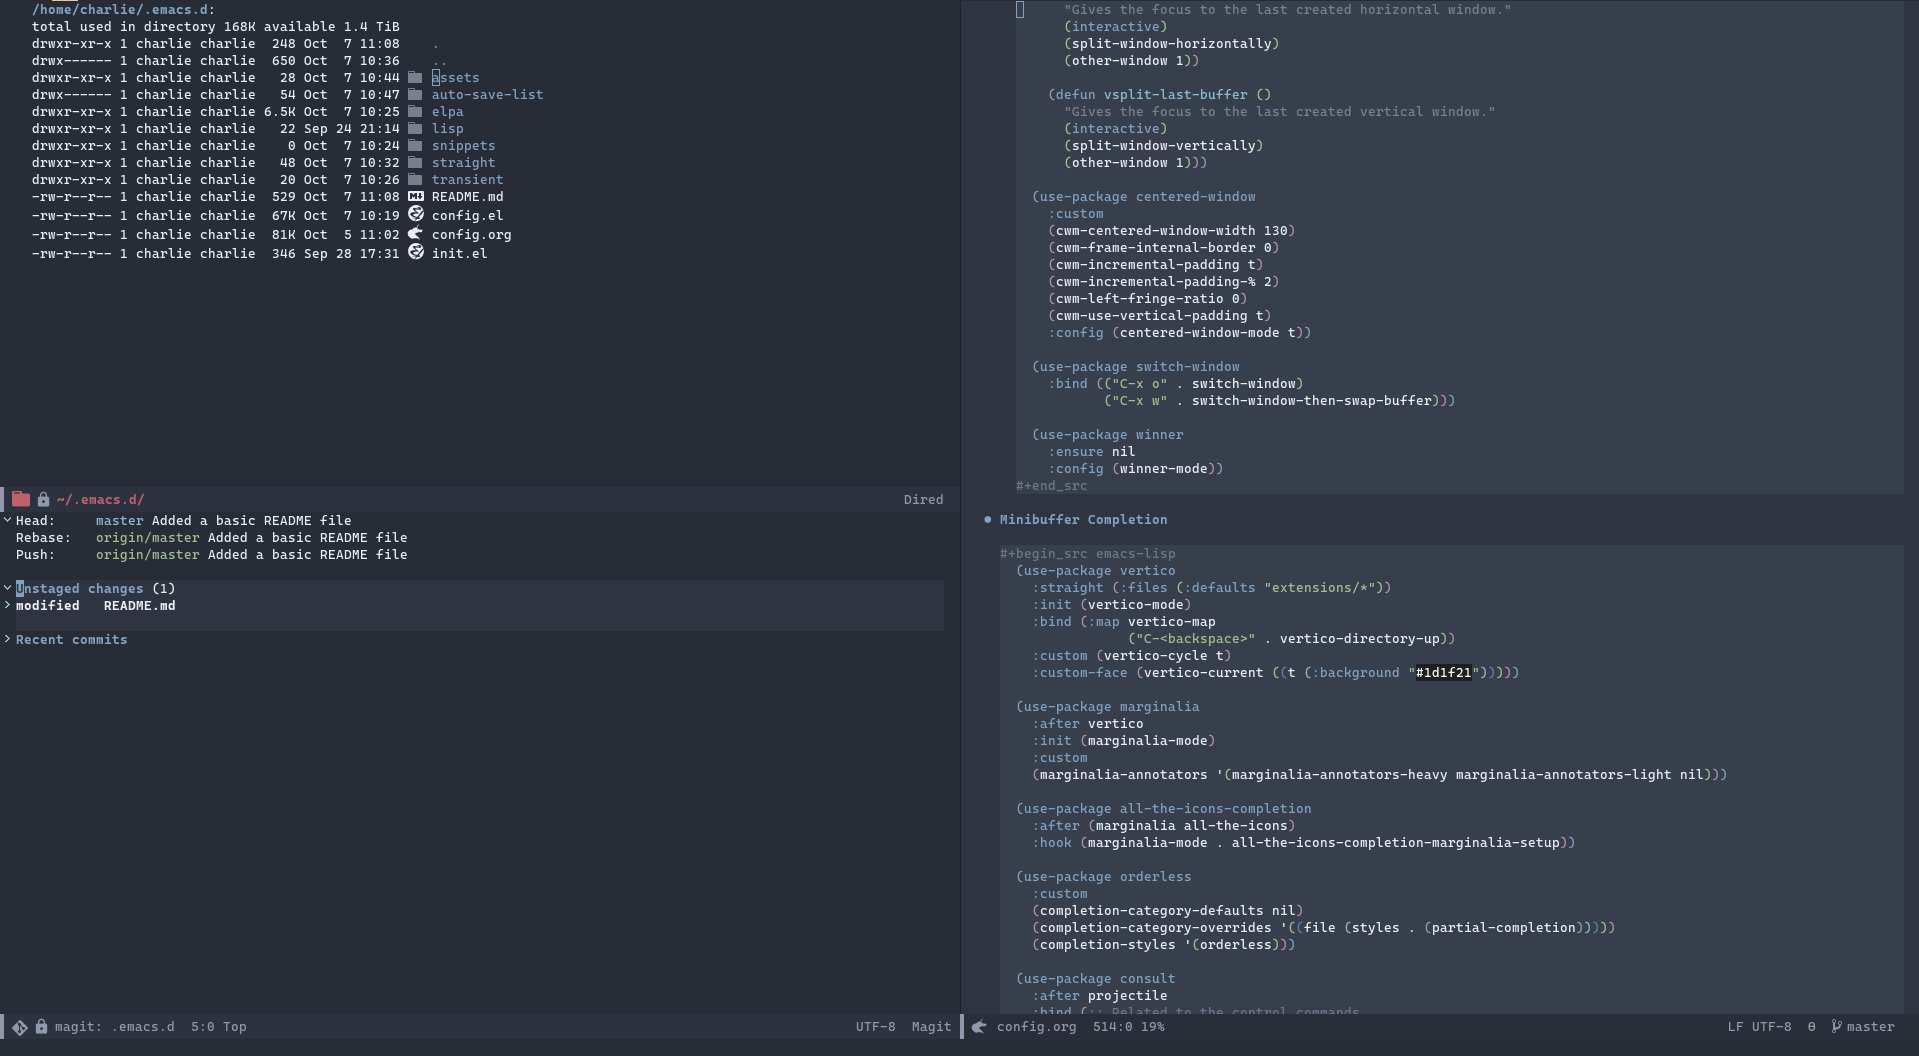 /home/charlie/.emacs.d:
total used in directory 168K available 1.4 TiB
drwxr-xr-x 1 charlie charlie  248 Oct  7 11:08  .
drwx------ 1 charlie charlie  650 Oct  7 10:36  ..
drwxr-xr-x 1 charlie charlie   28 Oct  7 10:44  assets
drwx------ 1 charlie charlie   54 Oct  7 10:47  auto-save-list
drwxr-xr-x 1 charlie charlie 6.5K Oct  7 10:25  elpa
drwxr-xr-x 1 charlie charlie   22 Sep 24 21:14  lisp
drwxr-xr-x 1 charlie charlie    0 Oct  7 10:24  snippets
drwxr-xr-x 1 charlie charlie   48 Oct  7 10:32  straight
drwxr-xr-x 1 charlie charlie   20 Oct  7 10:26  transient
-rw-r--r-- 1 charlie charlie  529 Oct  7 11:08  README.md
-rw-r--r-- 1 charlie charlie  67K Oct  7 10:19  config.el
-rw-r--r-- 1 charlie charlie  81K Oct  5 11:02  config.org
-rw-r--r-- 1 charlie charlie  346 Sep 28 17:31  init.el
~/.emacs.d/ Dired
Head:     master Added a basic README file
Rebase:   origin/master Added a basic README file
Push:     origin/master Added a basic README file
Unstaged changes (1)
modified   README.md
Recent commits
magit: .emacs.d  5:0 Top UTF-8  Magit
"Gives the focus to the last created horizontal window."
(interactive)
(split-window-horizontally)
(other-window 1))
(defun vsplit-last-buffer ()
"Gives the focus to the last created vertical window."
(interactive)
(split-window-vertically)
(other-window 1)))
(use-package centered-window
:custom
(cwm-centered-window-width 130)
(cwm-frame-internal-border 0)
(cwm-incremental-padding t)
(cwm-incremental-padding-% 2)
(cwm-left-fringe-ratio 0)
(cwm-use-vertical-padding t)
:config (centered-window-mode t))
(use-package switch-window
:bind (("C-x o" . switch-window)
("C-x w" . switch-window-then-swap-buffer)))
(use-package winner
:ensure nil
:config (winner-mode))
#+end_src
● Minibuffer Completion
#+begin_src emacs-lisp
(use-package vertico
:straight (:files (:defaults "extensions/*"))
:init (vertico-mode)
:bind (:map vertico-map
("C-<backspace>" . vertico-directory-up))
:custom (vertico-cycle t)
:custom-face (vertico-current ((t (:background "#1d1f21")))))
(use-package marginalia
:after vertico
:init (marginalia-mode)
:custom
(marginalia-annotators '(marginalia-annotators-heavy marginalia-annotators-light nil)))
(use-package all-the-icons-completion
:after (marginalia all-the-icons)
:hook (marginalia-mode . all-the-icons-completion-marginalia-setup))
(use-package orderless
:custom
(completion-category-defaults nil)
(completion-category-overrides '((file (styles . (partial-completion)))))
(completion-styles '(orderless)))
(use-package consult
:after projectile
:bind (;; Related to the control commands
config.org  514:0 19% LF UTF-8 θ master